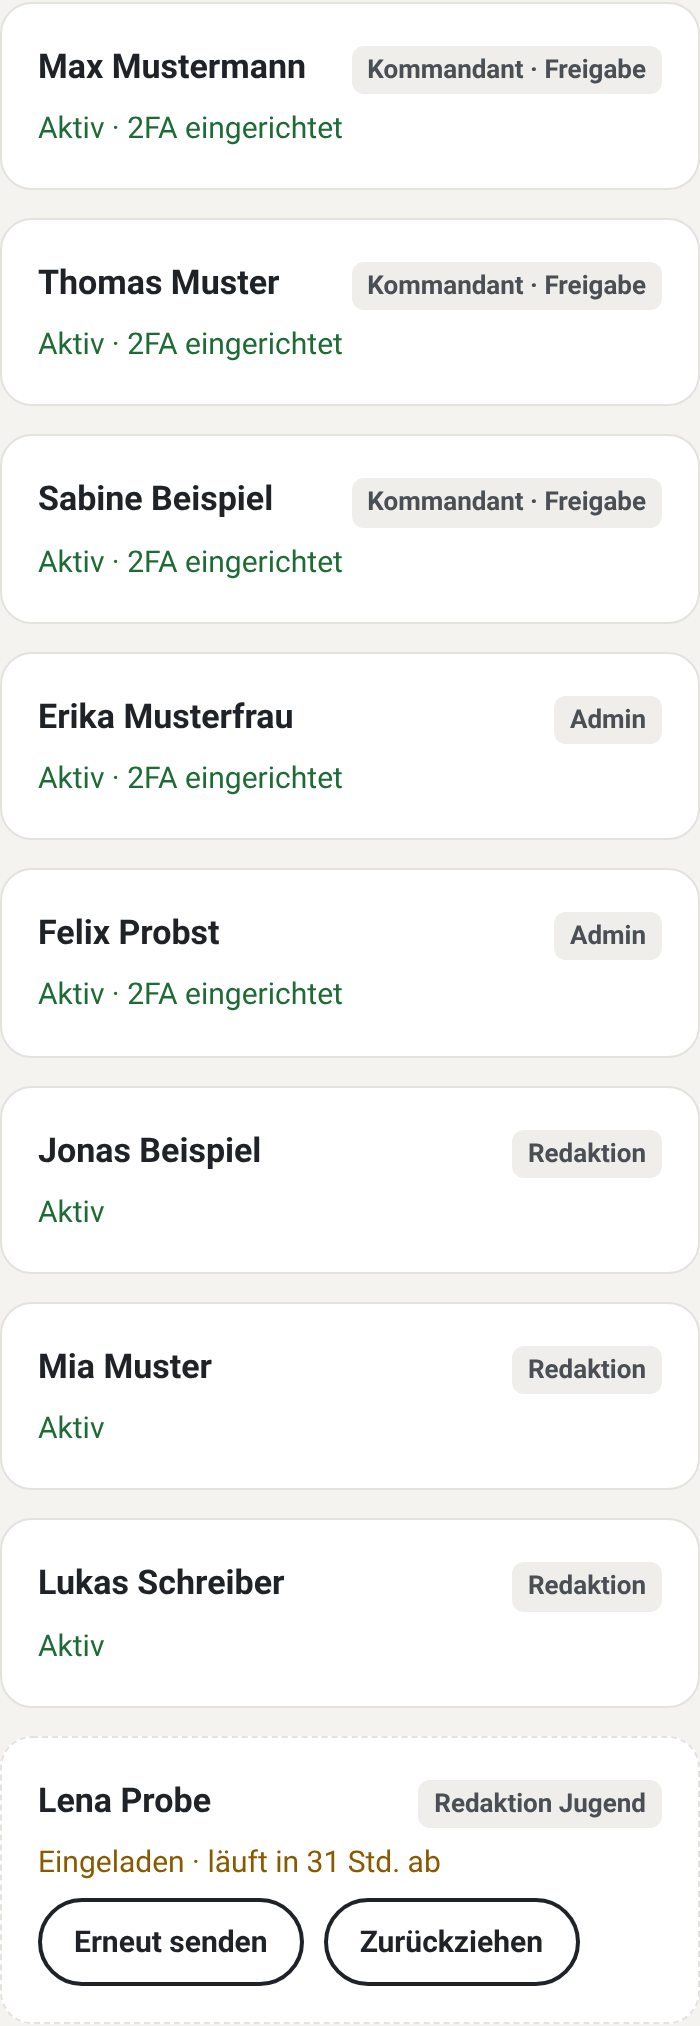 Max Mustermann Kommandant · Freigabe
Aktiv · 2FA eingerichtet
Thomas Muster Kommandant · Freigabe
Aktiv · 2FA eingerichtet
Sabine Beispiel Kommandant · Freigabe
Aktiv · 2FA eingerichtet
Erika Musterfrau Admin
Aktiv · 2FA eingerichtet
Felix Probst Admin
Aktiv · 2FA eingerichtet
Jonas Beispiel Redaktion
Aktiv
Mia Muster Redaktion
Aktiv
Lukas Schreiber Redaktion
Aktiv
Lena Probe Redaktion Jugend
Eingeladen · läuft in 31 Std. ab
Erneut senden Zurückziehen